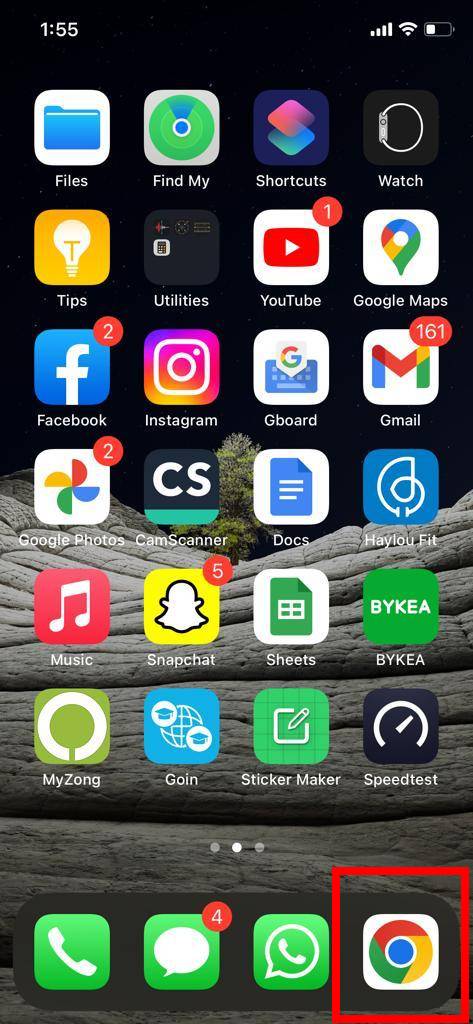 1:55
Files
Find My
Shortcuts
Watch
1
Tips
Utilities
YouTube
Google Maps
2
161
Facebook
Instagram
Gboard
Gmail
2
CS
Google Photos
CamScanner
Docs
Haylou Fit
5
BYKEA
Music
Snapchat
Sheets
BYKEA
MyZong
Goin
Sticker Maker
Speedtest
4